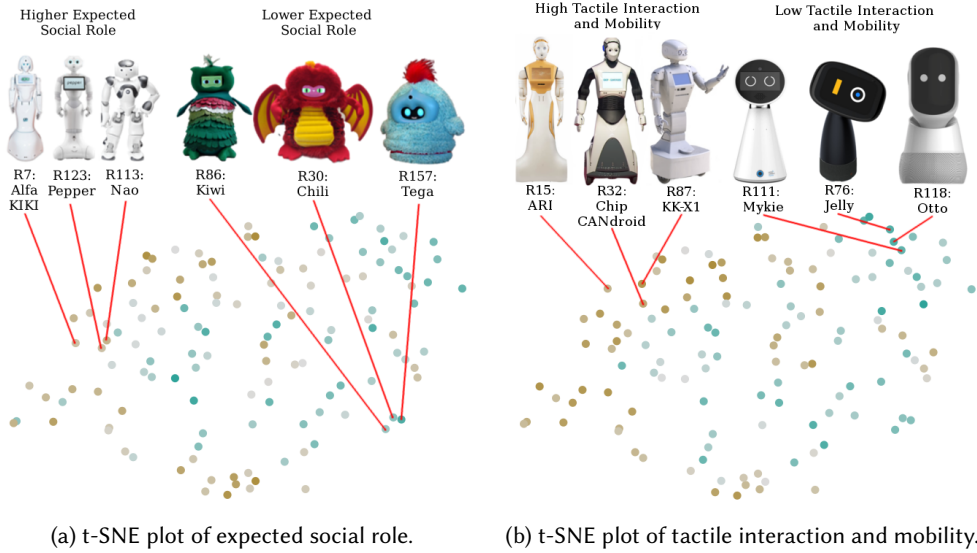 Higher Expected
Social Role
Lower Expected
Social Role
R7:
Alfa
KIKI
R123:
Pepper
R113:
Nao
R86:
Kiwi
R30:
Chili
R157:
Tega
(a) t-SNE plot of expected social role.
High Tactile Interaction
and Mobility
Low Tactile Interaction
and Mobility
R15:
ARI
R32:
Chip
CANdroid
R87:
KK-X1
R111:
Mykie
R76:
Jelly
R118:
Otto
(b) t-SNE plot of tactile interaction and mobility.